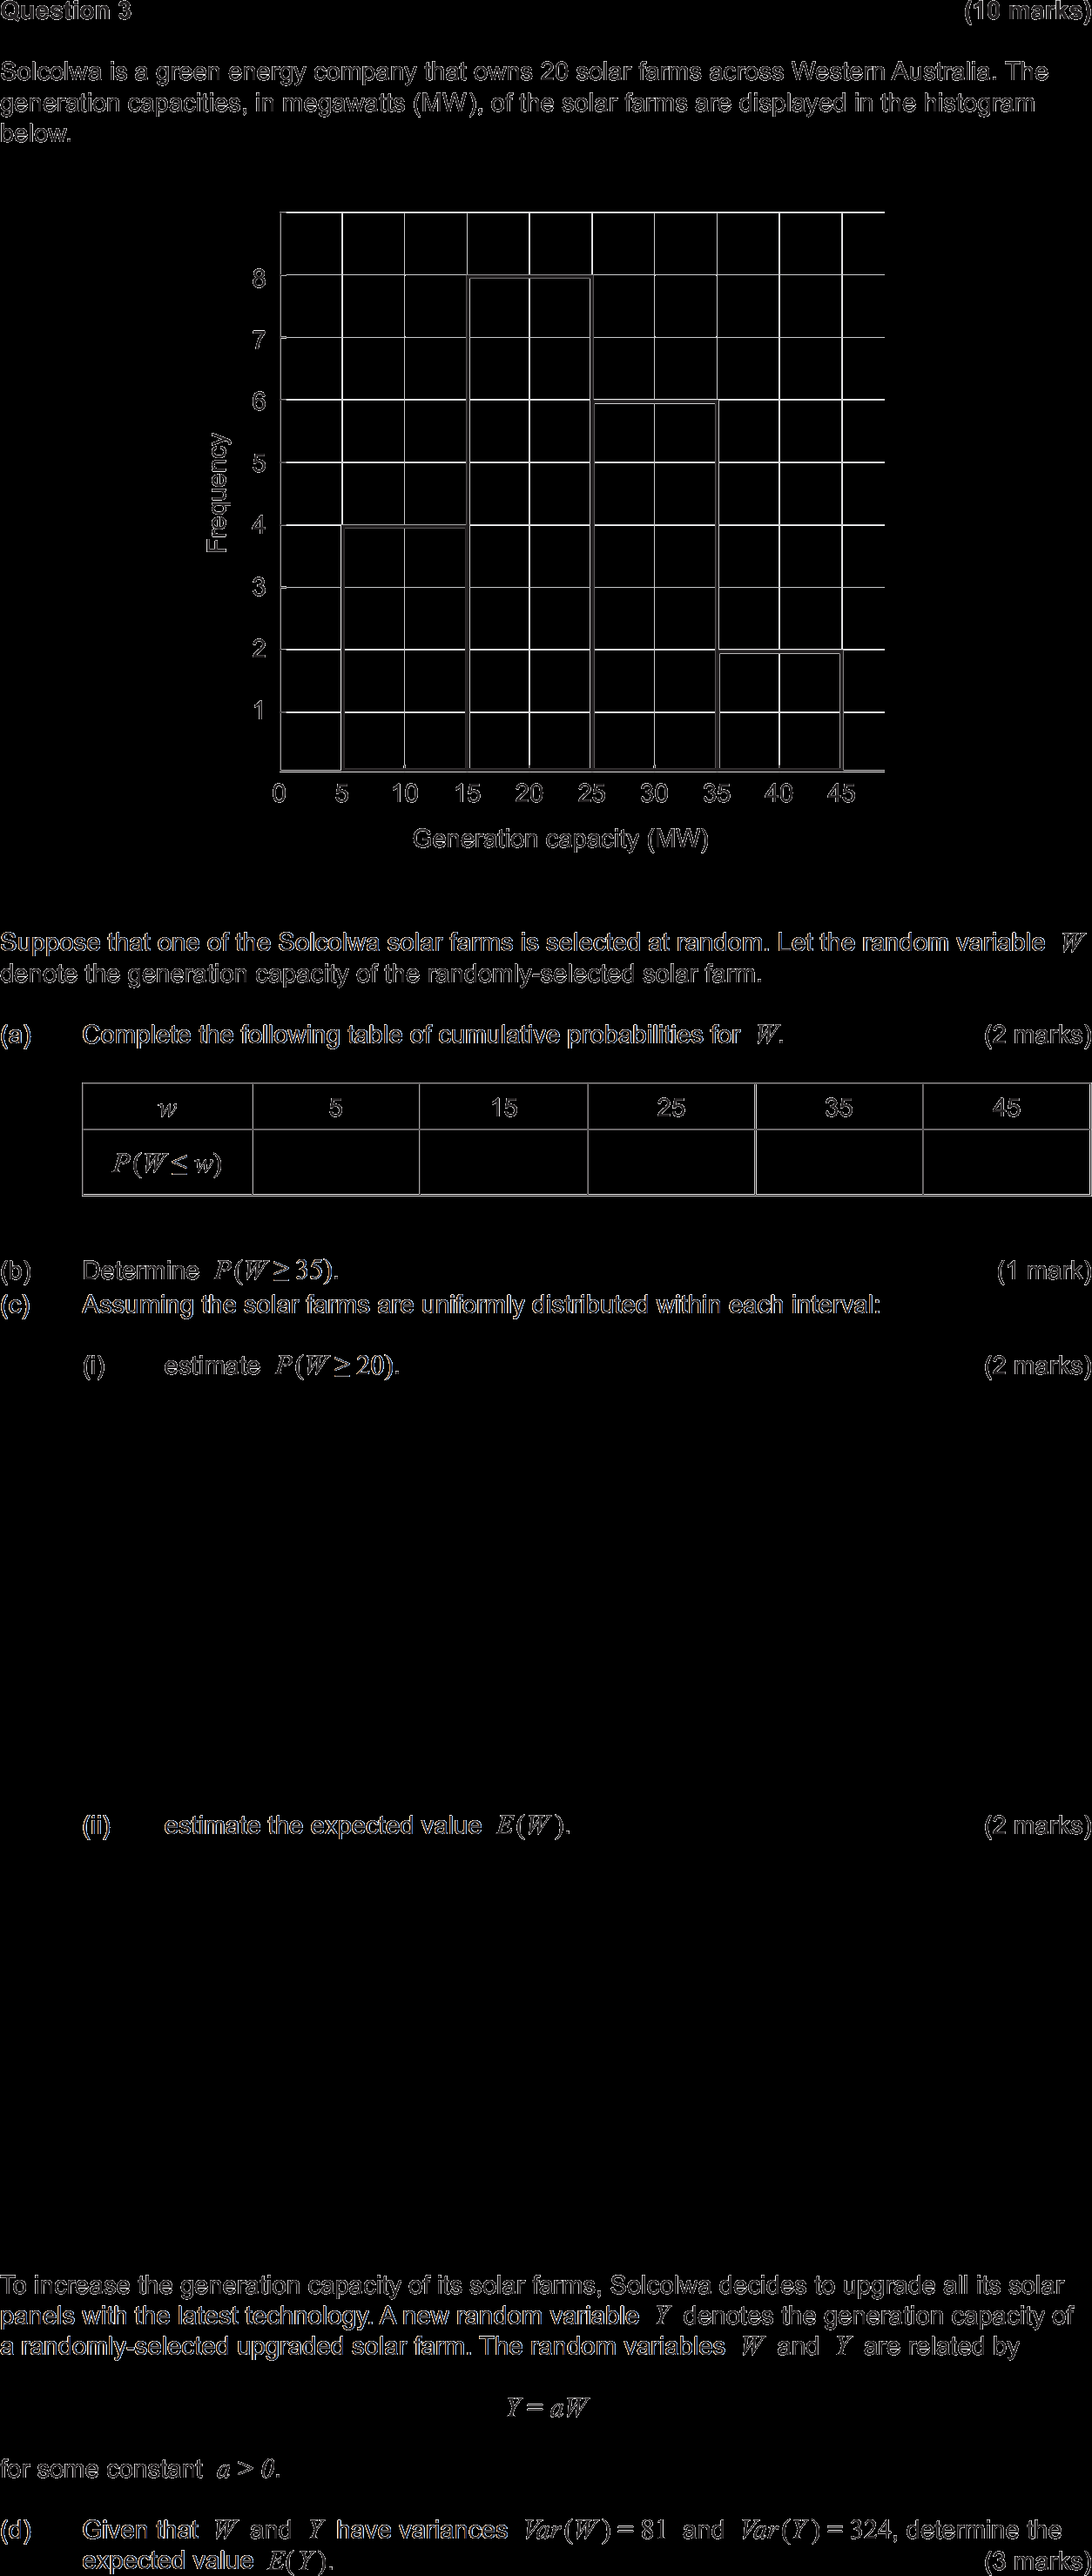 Question 3 (10 marks)
Solcolwa is a green energy company that owns 20 solar farms across Western Australia. The
generation capacities, in megawatts (MW), of the solar farms are displayed in the histogram
below.
8
7
6
5
4
3
2
1
Frequency
0 5 10 15 20 25 30 35 40 45
Generation capacity (MW)
Suppose that one of the Solcolwa solar farms is selected at random. Let the random variable W
denote the generation capacity of the randomly-selected solar farm.
(a) Complete the following table of cumulative probabilities for W. (2 marks)
w 5 15 25 35 45
P(W ≤ w)
(b) Determine P(W ≥ 35). (1 mark)
(c) Assuming the solar farms are uniformly distributed within each interval:
(i) estimate P(W ≥ 20). (2 marks)
(ii) estimate the expected value E(W). (2 marks)
To increase the generation capacity of its solar farms, Solcolwa decides to upgrade all its solar
panels with the latest technology. A new random variable Y denotes the generation capacity of
a randomly-selected upgraded solar farm. The random variables W and Y are related by
Y = aW
for some constant a > 0.
(d) Given that W and Y have variances Var(W) = 81 and Var(Y) = 324, determine the
expected value E(Y). (3 marks)